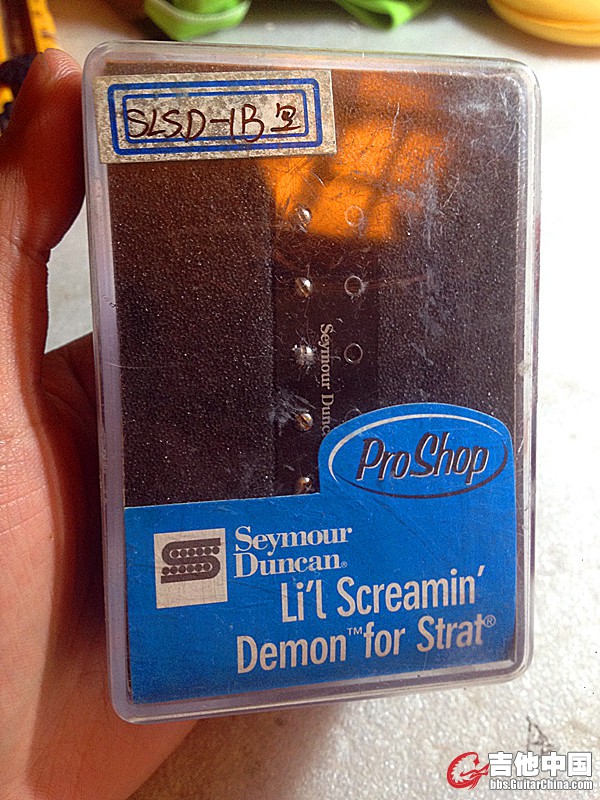 SLSD-1B
Seymour Dunc
ProShop
Seymour
Duncan®
Li'l Screamin'
Demon™ for Strat®
吉他中国
bbs.GuitarChina.com